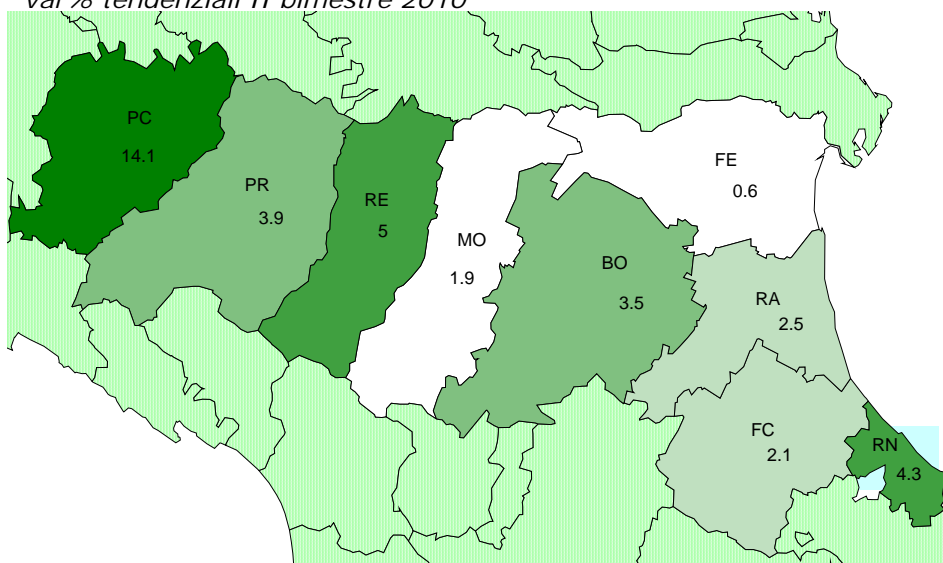 val % tendenziali II bimestre 2010
PC
14.1
PR
3.9
RE
5
MO
1.9
BO
3.5
FE
0.6
RA
2.5
FC
2.1
RN
4.3